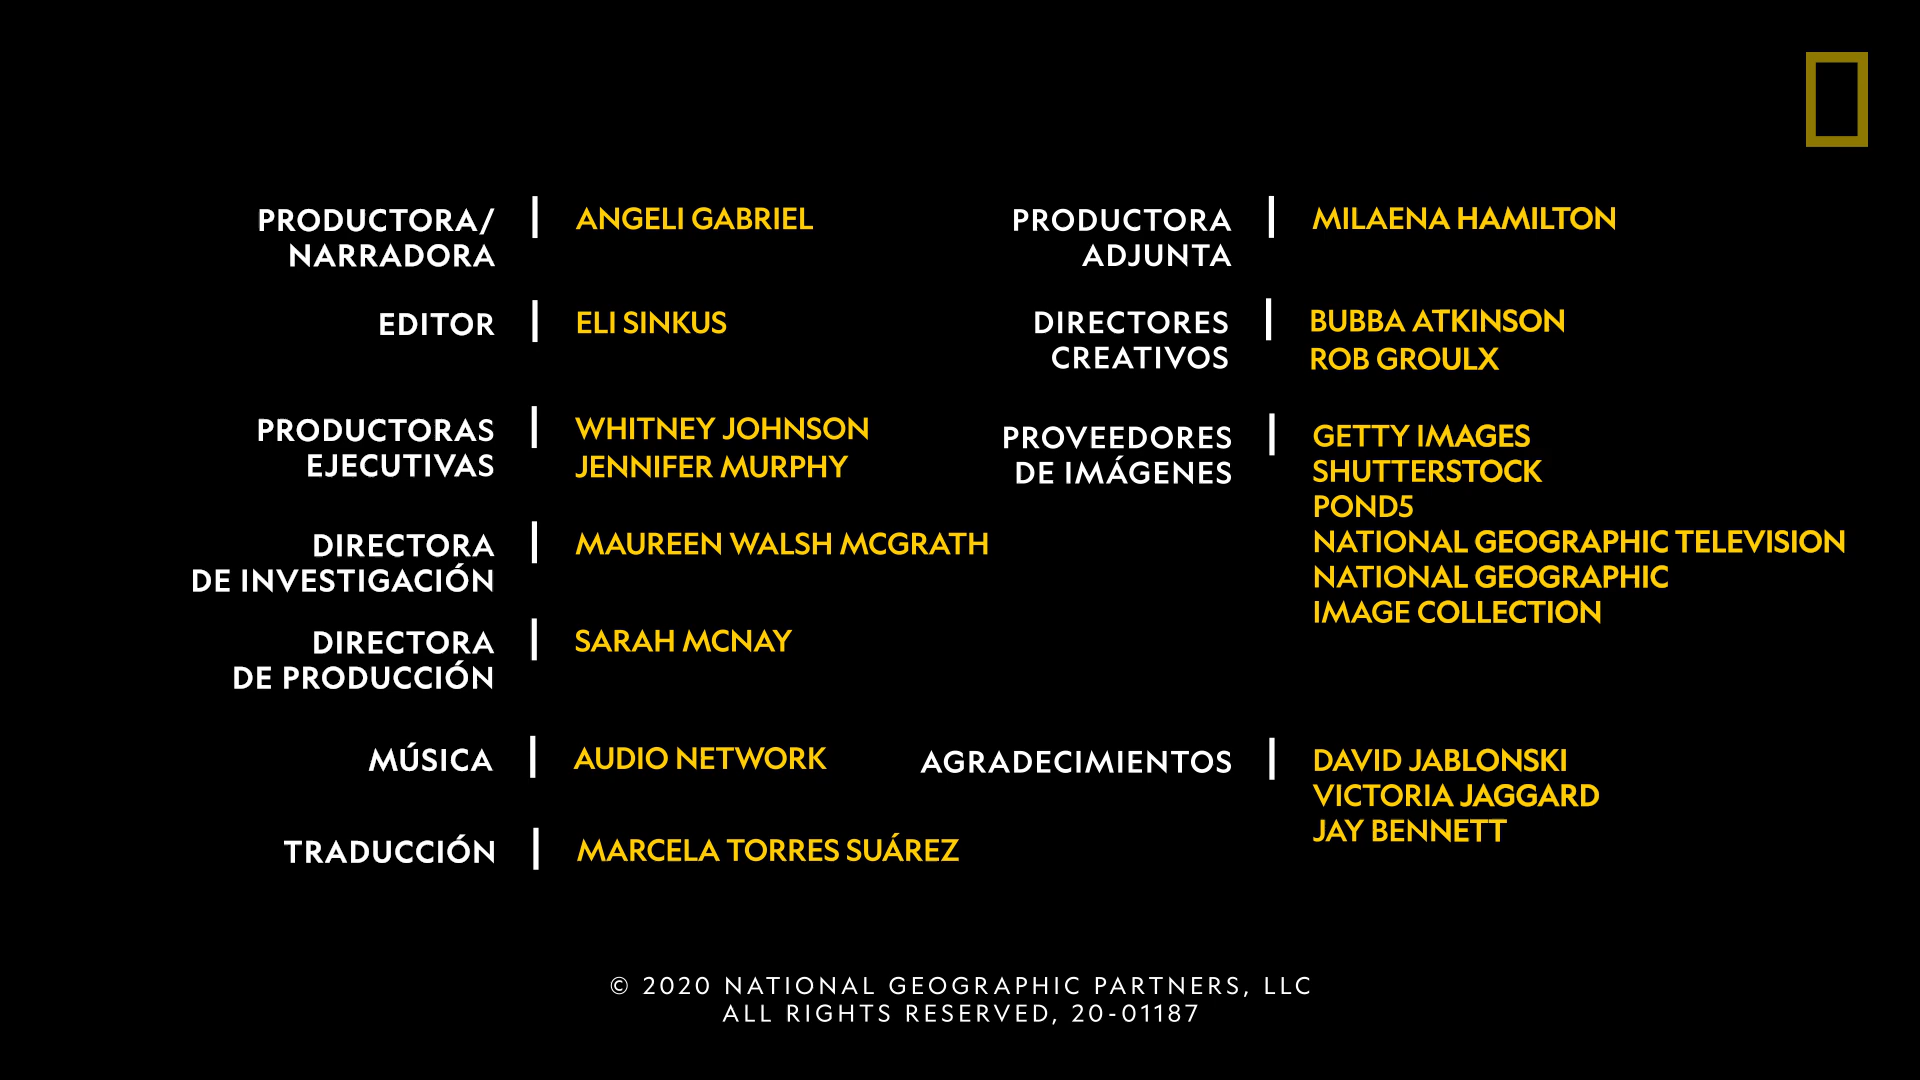 PRODUCTORA/
NARRADORA
ANGELI GABRIEL
EDITOR
ELI SINKUS
PRODUCTORAS
EJECUTIVAS
WHITNEY JOHNSON
JENNIFER MURPHY
DIRECTORA
DE INVESTIGACIÓN
MAUREEN WALSH MCGRATH
DIRECTORA
DE PRODUCCIÓN
SARAH MCNAY
MÚSICA
AUDIO NETWORK
TRADUCCIÓN
MARCELA TORRES SUÁREZ
PRODUCTORA
ADJUNTA
MILAENA HAMILTON
DIRECTORES
CREATIVOS
BUBBA ATKINSON
ROB GROULX
PROVEEDORES
DE IMÁGENES
GETTY IMAGES
SHUTTERSTOCK
POND5
NATIONAL GEOGRAPHIC TELEVISION
NATIONAL GEOGRAPHIC
IMAGE COLLECTION
AGRADECIMIENTOS
DAVID JABLONSKI
VICTORIA JAGGARD
JAY BENNETT
© 2020 NATIONAL GEOGRAPHIC PARTNERS, LLC
ALL RIGHTS RESERVED, 20-01187